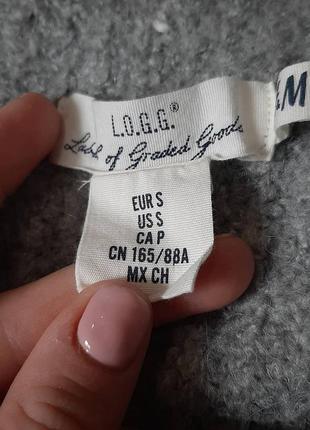 L.O.G.G.®
Label of Graded Goods
&M
EUR S
US S
CA P
CN 165/88A
MX CH